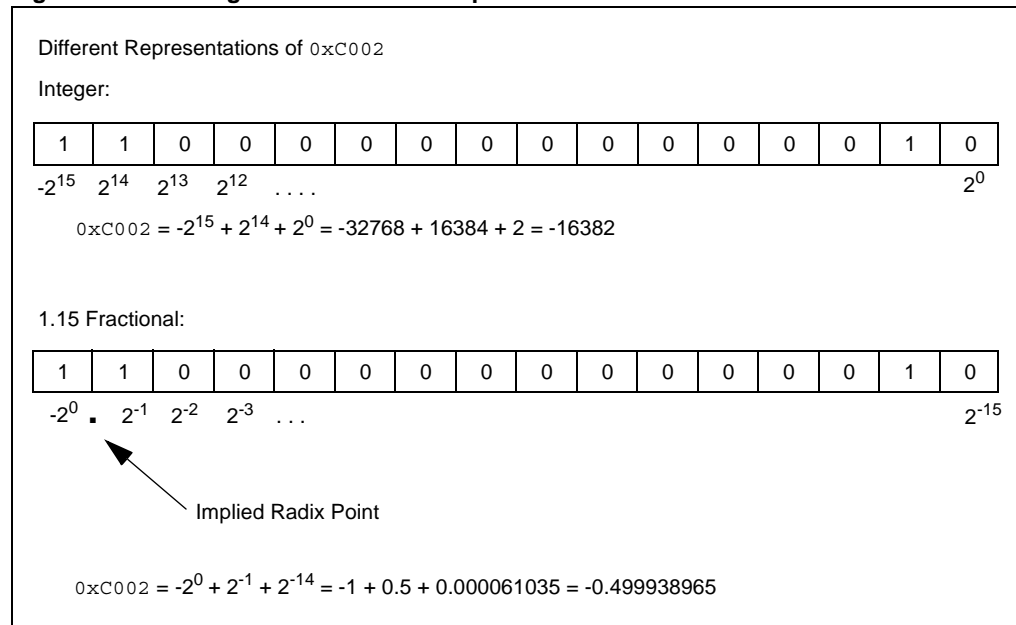 Different Representations of 0xC002
Integer:
1 1 0 0 0 0 0 0 0 0 0 0 0 0 1 0
-2^15 2^14 2^13 2^12 . . . . 2^0
0xC002 = -2^15 + 2^14 + 2^0 = -32768 + 16384 + 2 = -16382
1.15 Fractional:
1 1 0 0 0 0 0 0 0 0 0 0 0 0 1 0
-2^0 . 2^-1 2^-2 2^-3 . . . 2^-15
Implied Radix Point
0xC002 = -2^0 + 2^-1 + 2^-14 = -1 + 0.5 + 0.000061035 = -0.499938965